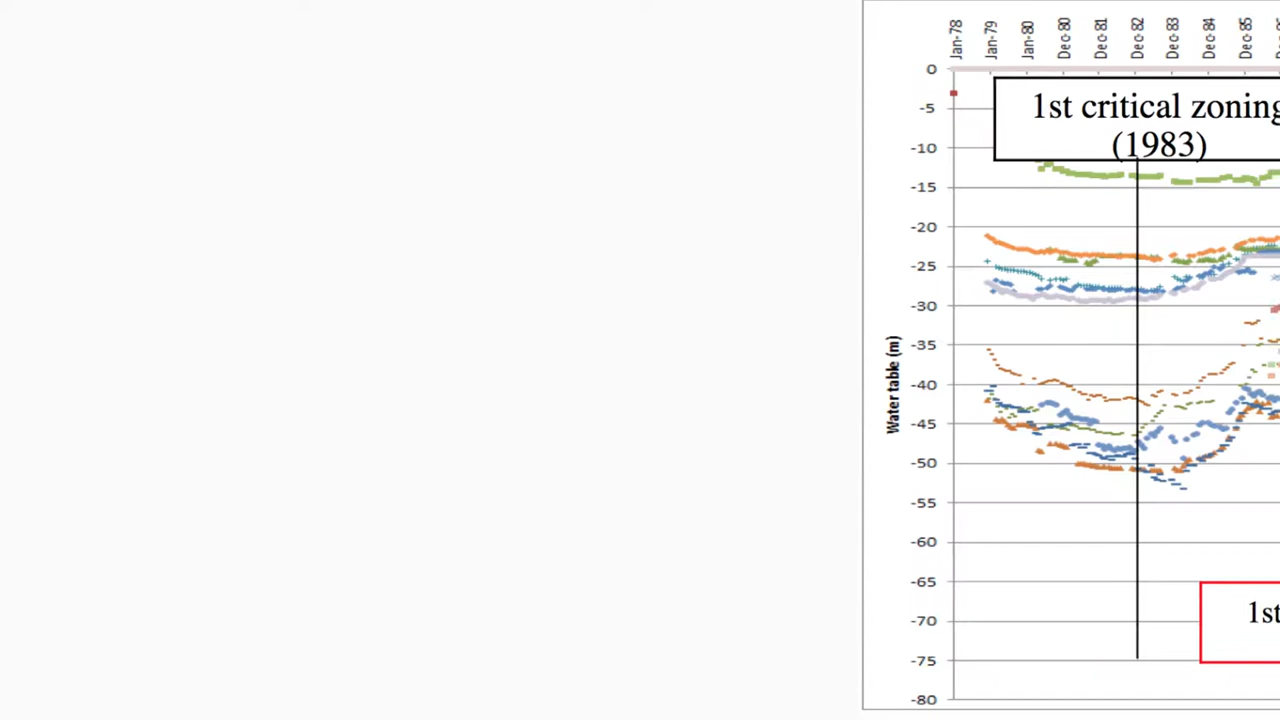 Jan-78
Jan-79
Jan-80
Dec-80
Dec-81
Dec-82
Dec-83
Dec-84
Dec-85
1st critical zoning
(1983)
0
-5
-10
-15
-20
-25
-30
-35
-40
-45
-50
-55
-60
-65
-70
-75
-80
Water table (m)
1st